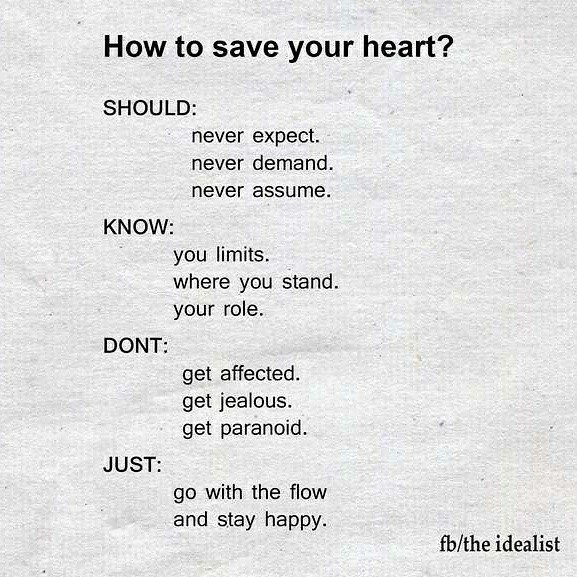 How to save your heart?
SHOULD:
never expect.
never demand.
never assume.
KNOW:
you limits.
where you stand.
your role.
DONT:
get affected.
get jealous.
get paranoid.
JUST:
go with the flow
and stay happy.
fb/the idealist